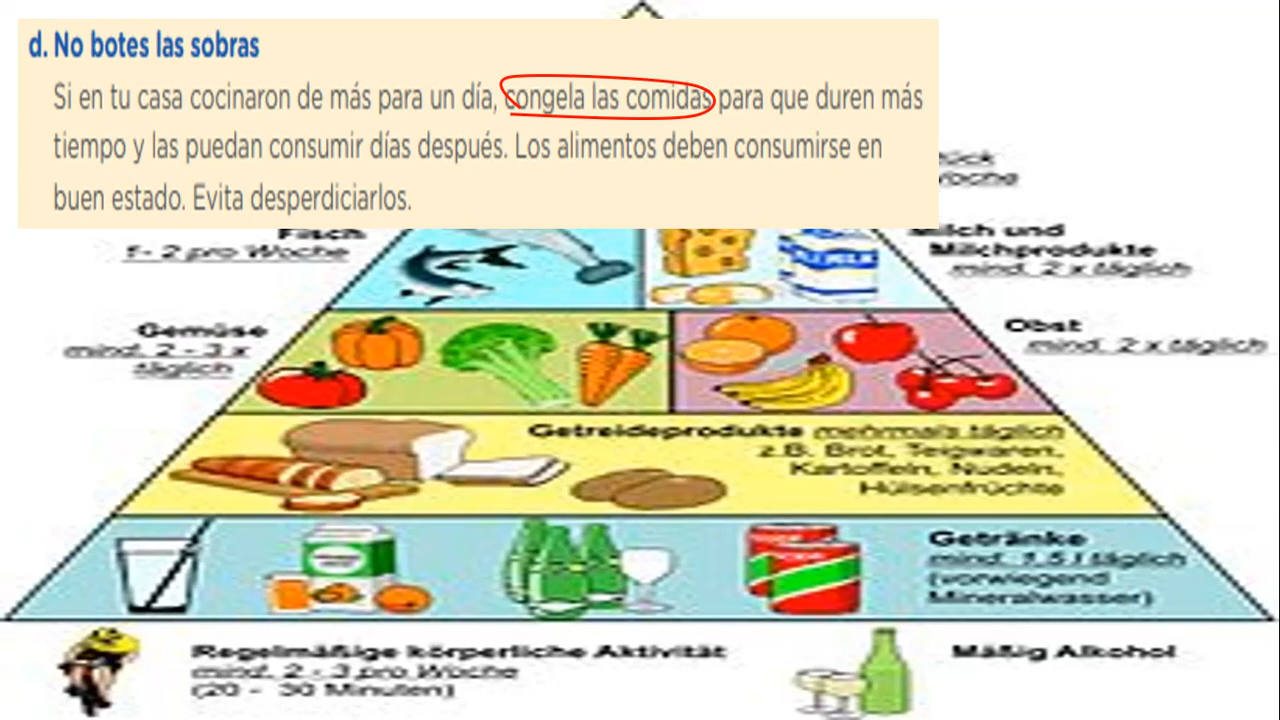 d. No botes las sobras
Si en tu casa cocinaron de más para un día, congela las comidas para que duren más
tiempo y las puedan consumir días después. Los alimentos deben consumirse en
buen estado. Evita desperdiciarlos.
Fisch
1- 2 pro Woche
Milch und
Milchprodukte
mind. 2 x täglich
Gemüse
mind. 2 - 3 x
täglich
Obst
mind. 2 x täglich
Getreideprodukte mehrmals täglich
z.B. Brot, Teigwaren,
Kartoffeln, Nudeln,
Hülsenfrüchte
Getränke
mind. 1,5 l täglich
(vorwiegend
Mineralwasser)
Regelmäßige körperliche Aktivität
mind. 2 - 3 pro Woche
(20 - 30 Minuten)
Mäßig Alkohol